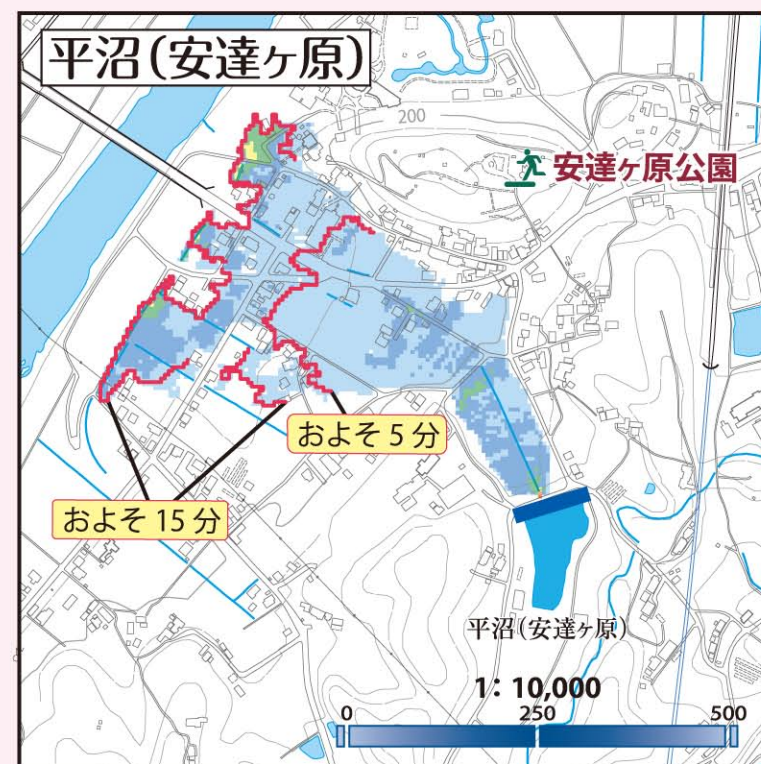 平沼(安達ヶ原)
200
安達ヶ原公園
およそ 5 分
およそ 15 分
平沼(安達ヶ原)
1: 10,000
0 250 500